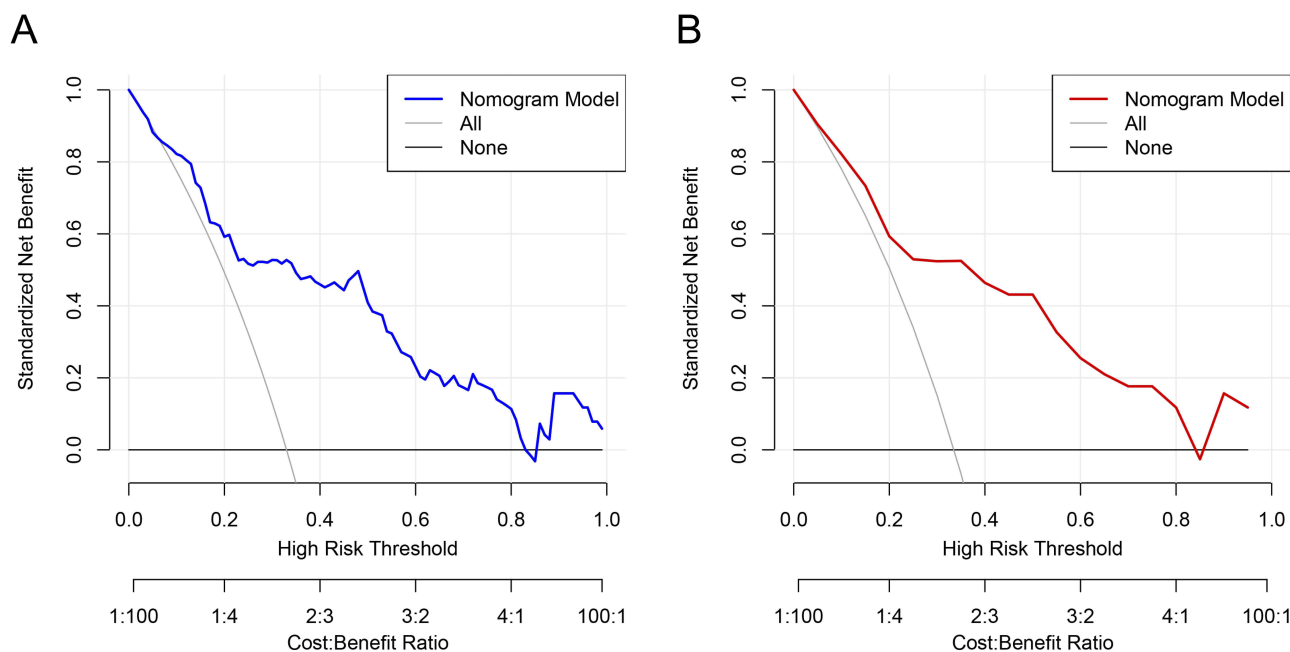 A
Nomogram Model
All
None
Standardized Net Benefit
1.0
0.8
0.6
0.4
0.2
0.0
0.0 0.2 0.4 0.6 0.8 1.0
High Risk Threshold
1:100 1:4 2:3 3:2 4:1 100:1
Cost:Benefit Ratio
B
Nomogram Model
All
None
Standardized Net Benefit
1.0
0.8
0.6
0.4
0.2
0.0
0.0 0.2 0.4 0.6 0.8 1.0
High Risk Threshold
1:100 1:4 2:3 3:2 4:1 100:1
Cost:Benefit Ratio